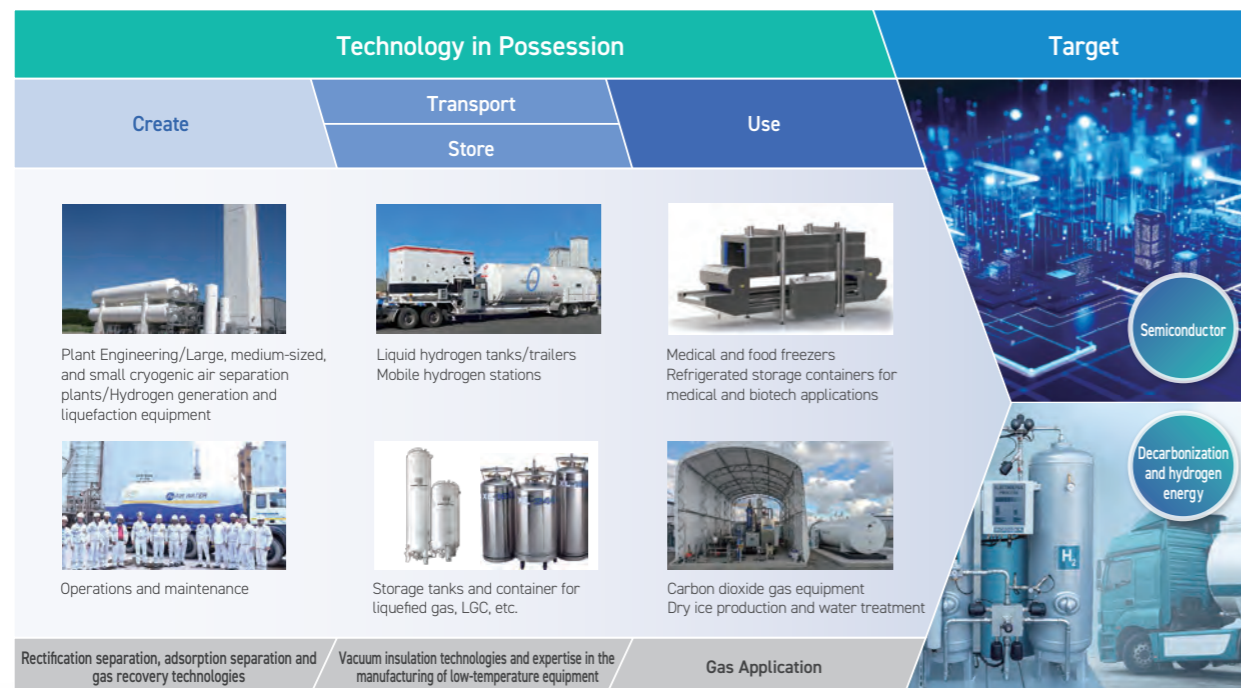 Technology in Possession
Target
Create
Transport
Store
Use
Plant Engineering/Large, medium-sized,
and small cryogenic air separation
plants/Hydrogen generation and
liquefaction equipment
Liquid hydrogen tanks/trailers
Mobile hydrogen stations
Medical and food freezers
Refrigerated storage containers for
medical and biotech applications
Semiconductor
AIR WATER
Operations and maintenance
Storage tanks and container for
liquefied gas, LGC, etc.
Carbon dioxide gas equipment
Dry ice production and water treatment
Decarbonization
and hydrogen
energy
H2
Rectification separation, adsorption separation and
gas recovery technologies
Vacuum insulation technologies and expertise in the
manufacturing of low-temperature equipment
Gas Application